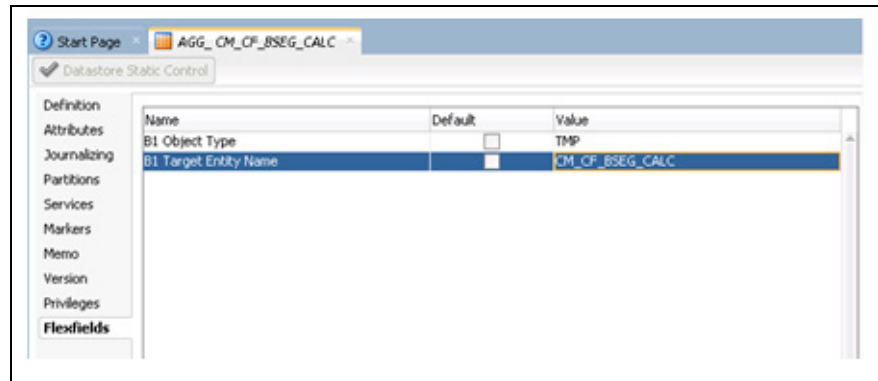 Start Page AGG_ CM_CF_BSEG_CALC
Datastore Static Control
Definition
Attributes
Journalizing
Partitions
Services
Markers
Memo
Version
Privileges
Flexfields
Name Default Value
B1 Object Type TMP
B1 Target Entity Name CM_CF_BSEG_CALC